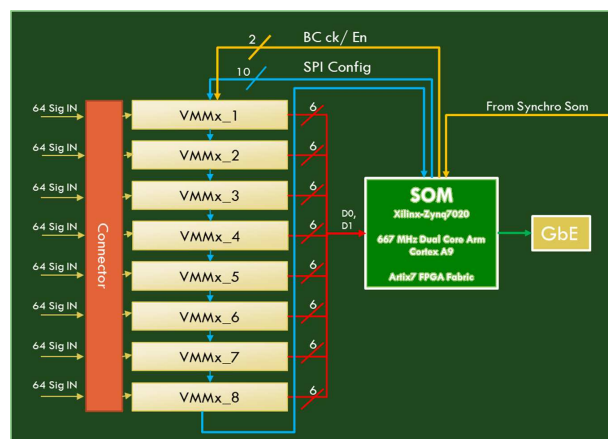 2
BC ck/ En
10
SPI Config
From Synchro Som
64 Sig IN
VMMx_1
6
64 Sig IN
VMMx_2
6
64 Sig IN
VMMx_3
6
64 Sig IN
VMMx_4
6
64 Sig IN
VMMx_5
6
64 Sig IN
VMMx_6
6
64 Sig IN
VMMx_7
6
64 Sig IN
VMMx_8
6
Connector
D0,
D1
SOM
Xilinx-Zynq7020
667 MHz Dual Core Arm
Cortex A9
Artix7 FPGA Fabric
GbE